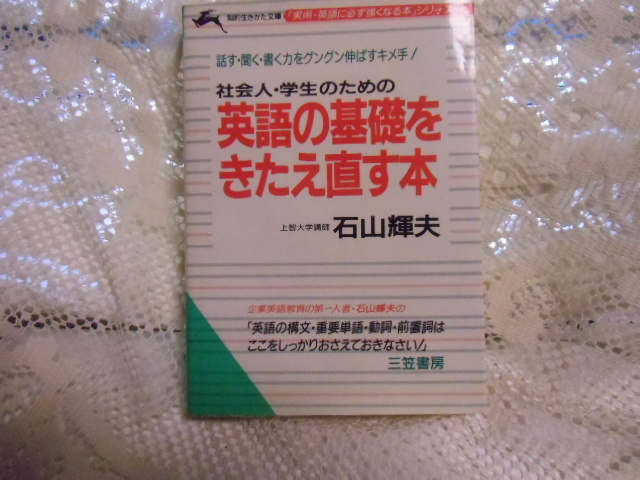 知的生きかた文庫 「実用・英語に必ず強くなる本」シリーズ
話す・聞く・書く力をグングン伸ばすキメ手!
社会人・学生のための
英語の基礎を
きたえ直す本
上智大学講師 石山輝夫
企業英語教育の第一人者・石山輝夫の
「英語の構文・重要単語・動詞・前置詞は
ここをしっかりおさえておきなさい!」
三笠書房